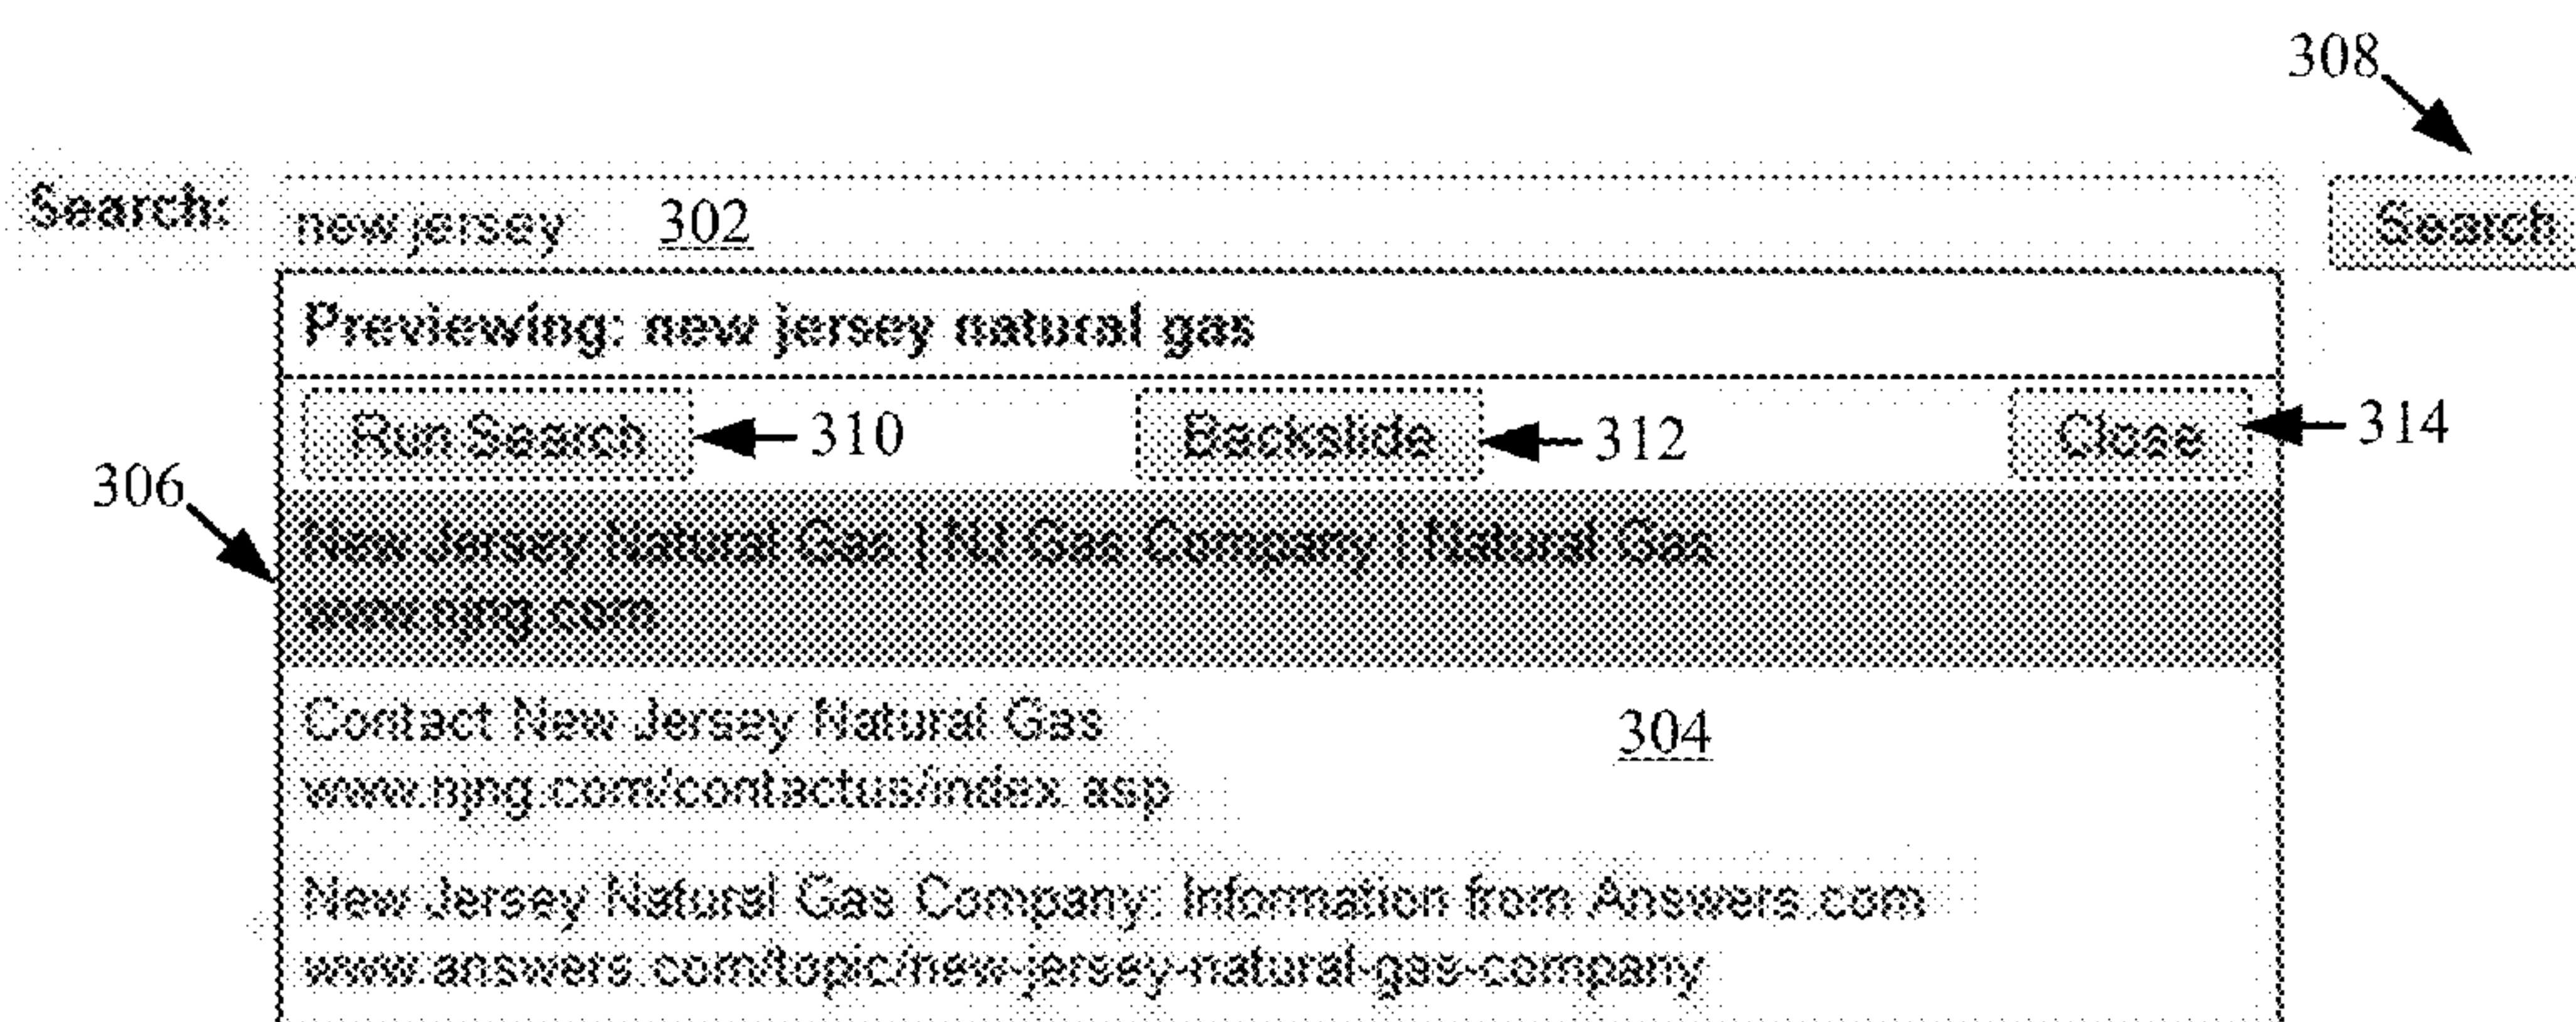 308
Search: new jersey 302 Search
Previewing: new jersey natural gas
Run Search 310 Backslide 312 Close 314
306
New Jersey Natural Gas | NJ Gas Company | Natural Gas
www.njng.com
Contact New Jersey Natural Gas
304
www.njng.com/contactus/index.asp
New Jersey Natural Gas Company: Information from Answers.com
www.answers.com/topic/new-jersey-natural-gas-company